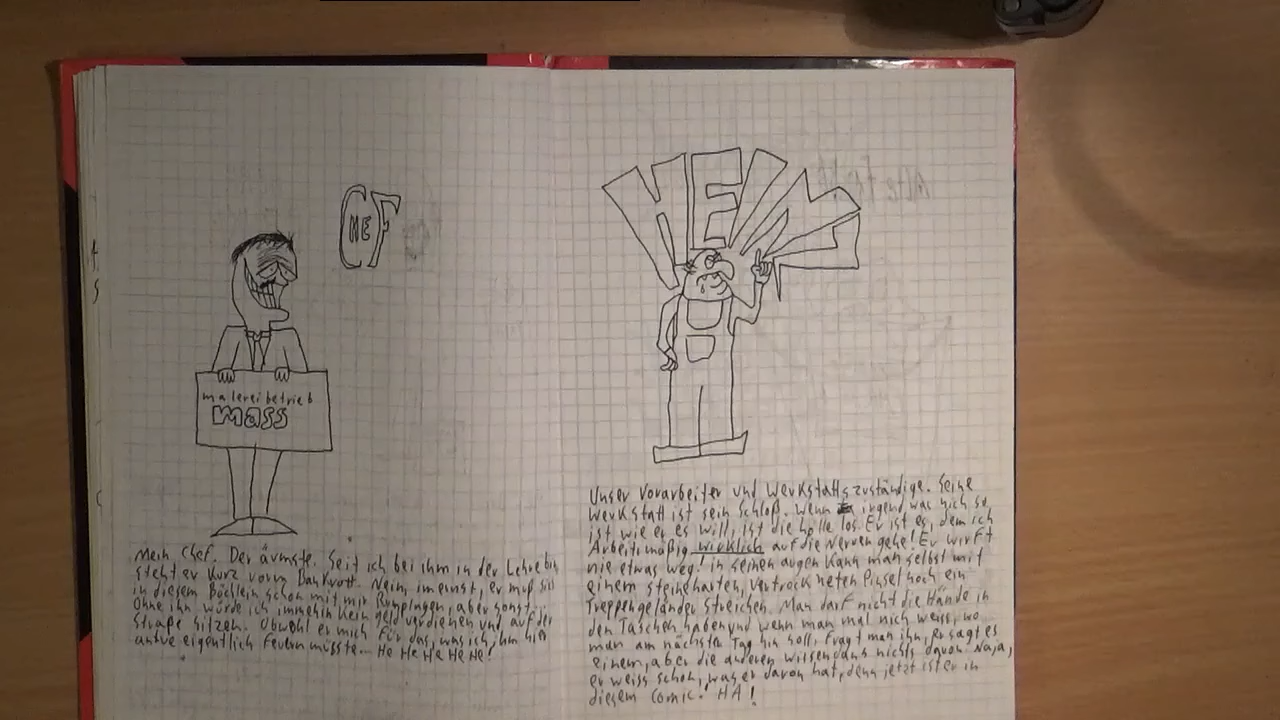 CHEF
malereibetrieb
mass
Mein Chef. Der ärmste. Seit ich bei ihm in der Lehre bin
steht er kurz vorm Bankrott. Nein, im ernst, er muß sich
in diesem Büchlein schon mit mir rumplagen, aber sonst...
Ohne ihn würde ich immehin kein geld verdienen und auf der
Straße sitzen. Obwohl er mich für das, was ich ihm hier
antue eigentlich feuern müsste... He He He He He!
HEINZ
Unser Vorarbeiter und Werkstattszuständige. Seine
Werkstatt ist sein Schloß. Wenn irgend was nich so
ist wie er es will, ist die hölle los. Er ist es, dem ich
Arbeitsmäßig wirklich auf die Nerven gehe! Er wirft
nie etwas weg! in seinen augen kann man selbst mit
einem steinharten, vertrockneten Pinsel noch ein
Treppengeländer streichen. Man darf nicht die Hände in
den Taschen haben und wenn man mal nich weiss, wo
man am nächsten Tag hin soll, fragt man ihn, er sagt es
einem, aber die anderen wissen dans nichts davon. Naja,
er weiss schon, was er davon hat, denn jetzt ist er in
diesem Comic! HA!